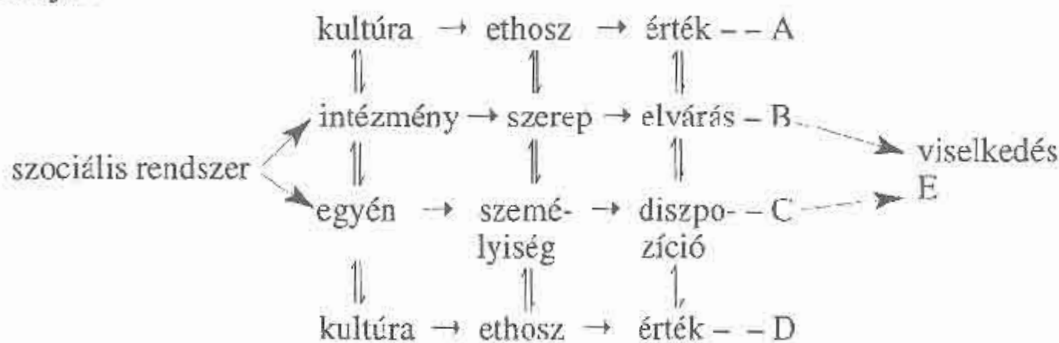 kultúra → ethosz → érték – – A
intézmény → szerep → elvárás – B
szociális rendszer
viselkedés
E
egyén → szemé- → diszpo- – C
lyiség zíció
kultúra → ethosz → érték – – D